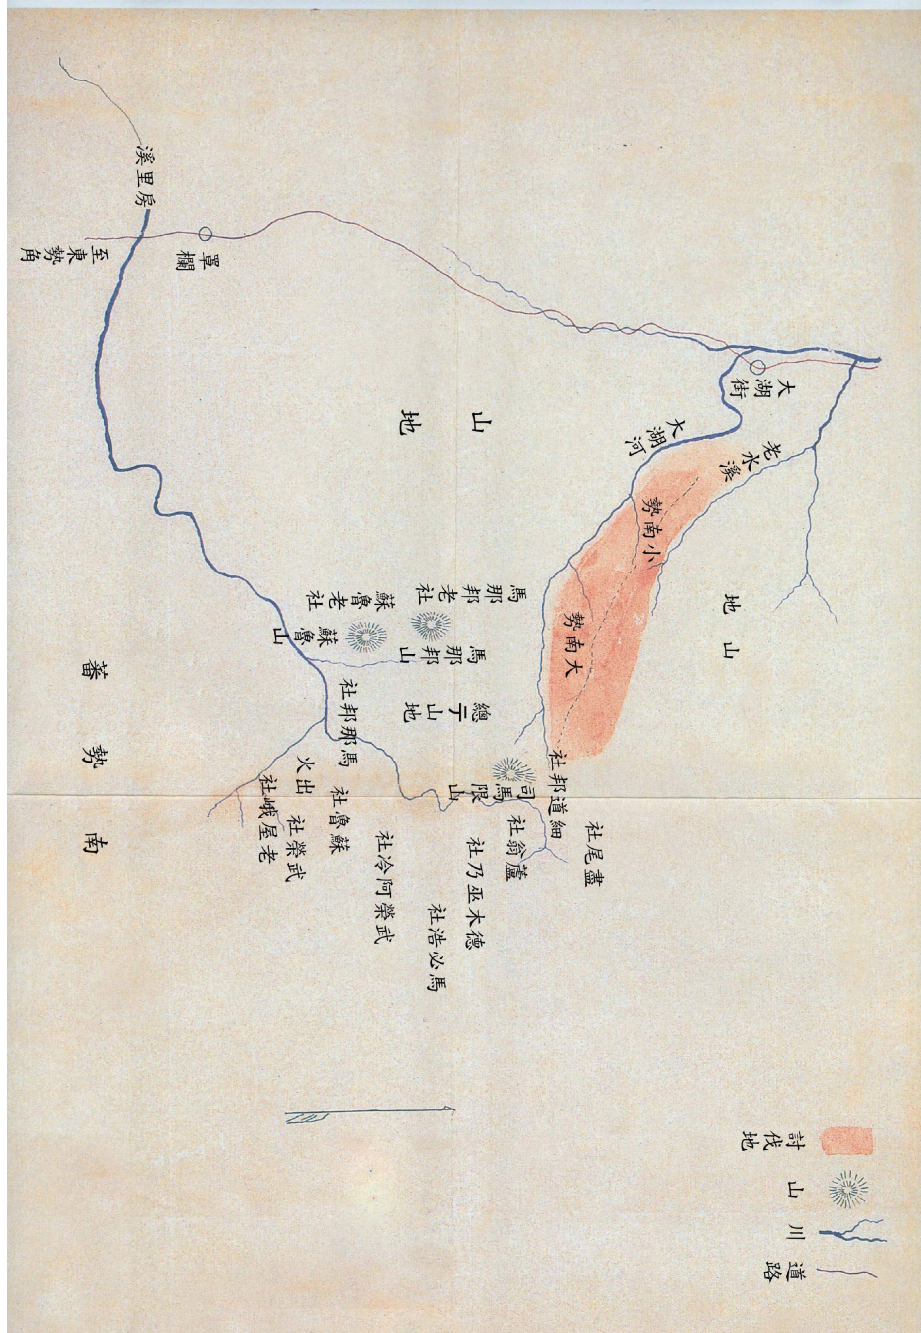 房里溪
至東勢角
罩欄
大湖街
大湖河
老水溪
山地
山地
小南勢
大南勢
馬那邦老社
蘇魯老社
蘇魯山
馬那邦山
總テ山地
馬那邦社
司馬限山
細道邦社
盡尾社
蘆翁社
德木巫乃社
馬必浩社
武榮阿冷社
蘇魯社
武榮社
出火
老屋峨社
南勢蕃
討伐地
山
川
道路